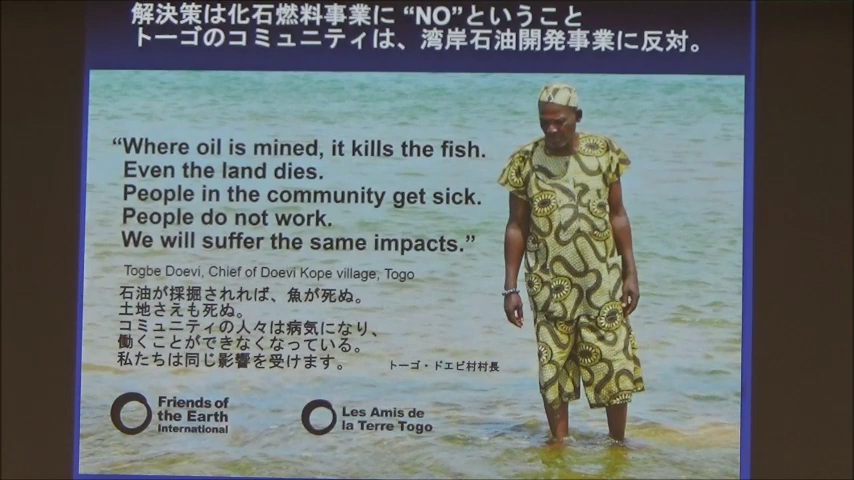 解決策は化石燃料事業に “NO”ということ
トーゴのコミュニティは、湾岸石油開発事業に反対。
“Where oil is mined, it kills the fish.
Even the land dies.
People in the community get sick.
People do not work.
We will suffer the same impacts.”
Togbe Doevi, Chief of Doevi Kope village, Togo
石油が採掘されれば、魚が死ぬ。
土地さえも死ぬ。
コミュニティの人々は病気になり、
働くことができなくなっている。
私たちは同じ影響を受けます。
トーゴ・ドエビ村村長
Friends of
the Earth
International
Les Amis de
la Terre Togo